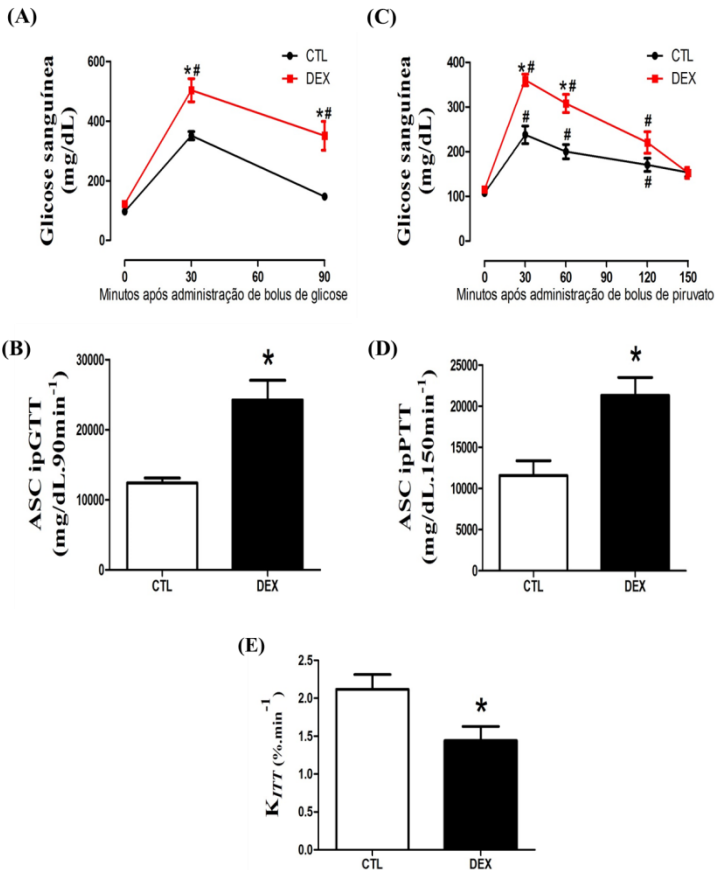 (A)
CTL
DEX
Glicose sanguínea
(mg/dL)
600
400
200
0
*#
*#
0 30 60 90
Minutos após administração de bolus de glicose
(C)
CTL
DEX
Glicose sanguínea
(mg/dL)
400
300
200
100
0
*#
*#
#
#
#
#
0 30 60 90 120 150
Minutos após administração de bolus de piruvato
(B)
ASC ipGTT
(mg/dL.90min⁻¹)
30000
20000
10000
0
*
CTL DEX
(D)
ASC ipPTT
(mg/dL.150min⁻¹)
25000
20000
15000
10000
5000
0
*
CTL DEX
(E)
K_ITT (%.min⁻¹)
2.5
2.0
1.5
1.0
0.5
0.0
*
CTL DEX